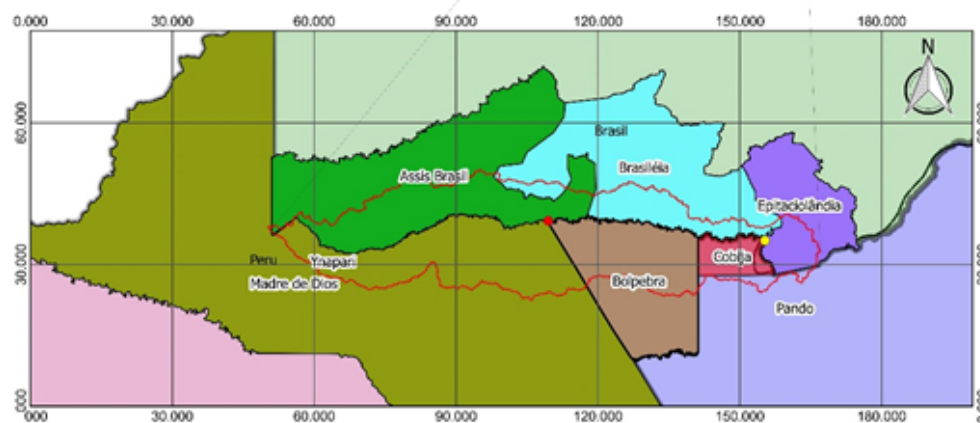 0.000 30.000 60.000 90.000 120.000 150.000 180.000
N
60.000
Brasil
Brasiléia
Assis Brasil
Epitaciolândia
30.000
Peru
Ynapari
Cobija
Madre de Dios
Bolpebra
Pando
.000
.000 30.000 60.000 90.000 120.000 150.000 180.000